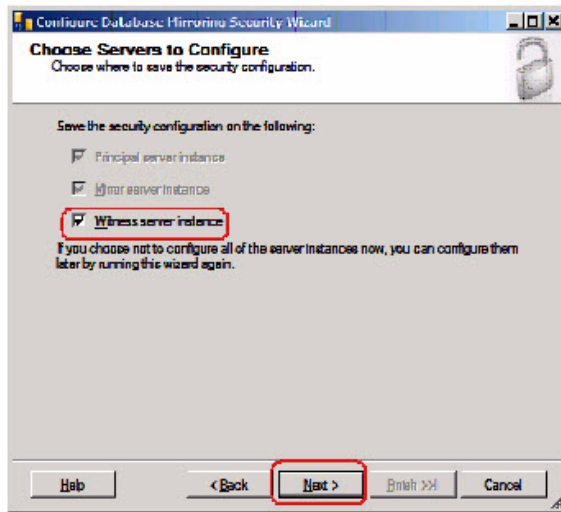 Configure Database Mirroring Security Wizard
Choose Servers to Configure
Choose where to save the security configuration.
Save the security configuration on the following:
Principal server instance
Mirror server instance
Witness server instance
If you choose not to configure all of the server instances now, you can configure them
later by running this wizard again.
Help
< Back
Next >
Finish >>|
Cancel